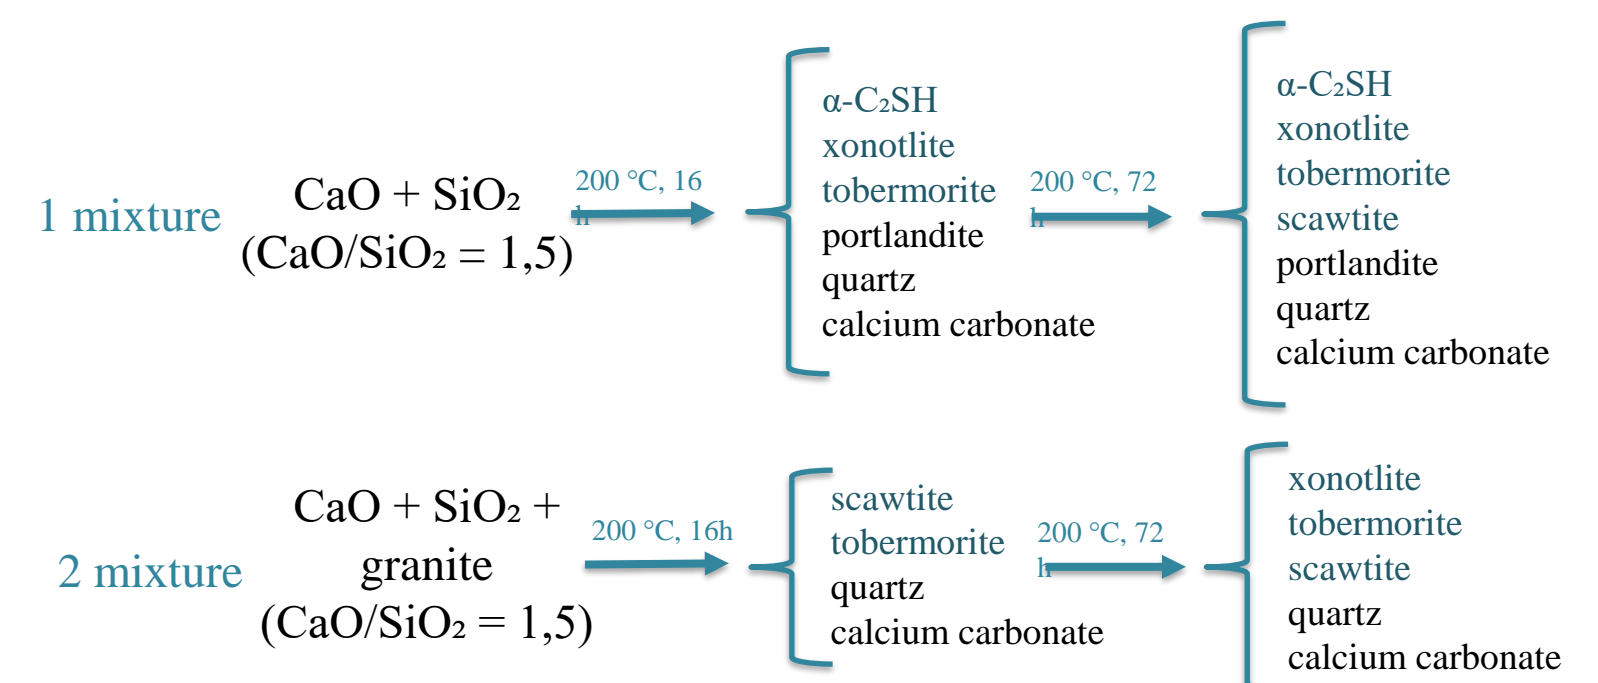 1 mixture
CaO + SiO₂
(CaO/SiO₂ = 1,5)
200 °C, 16
h
α-C₂SH
xonotlite
tobermorite
portlandite
quartz
calcium carbonate
200 °C, 72
h
α-C₂SH
xonotlite
tobermorite
scawtite
portlandite
quartz
calcium carbonate
2 mixture
CaO + SiO₂ +
granite
(CaO/SiO₂ = 1,5)
200 °C, 16h
scawtite
tobermorite
quartz
calcium carbonate
200 °C, 72
h
xonotlite
tobermorite
scawtite
quartz
calcium carbonate